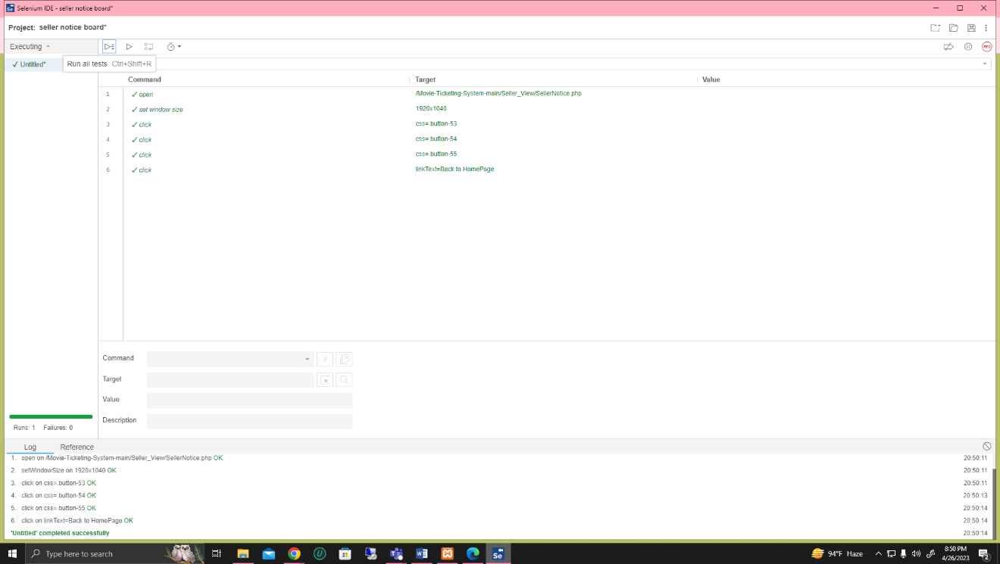 Selenium IDE - seller notice board*
Project: seller notice board*
Executing
✓ Untitled*
Run all tests Ctrl+Shift+R
REC
Command Target Value
1 ✓ open /Movie-Ticketing-System-main/Seller_View/SellerNotice.php
2 ✓ set window size 1920x1040
3 ✓ click css=.button-53
4 ✓ click css=.button-54
5 ✓ click css=.button-55
6 ✓ click linkText=Back to HomePage
Command
//
Target
Value
Description
Runs: 1 Failures: 0
Log Reference
1. open on /Movie-Ticketing-System-main/Seller_View/SellerNotice.php OK 20:50:11
2. setWindowSize on 1920x1040 OK 20:50:11
3. click on css=.button-53 OK 20:50:11
4. click on css=.button-54 OK 20:50:13
5. click on css=.button-55 OK 20:50:14
6. click on linkText=Back to HomePage OK 20:50:14
'Untitled' completed successfully 20:50:14
Type here to search
94°F Haze
8:50 PM
4/26/2023
2